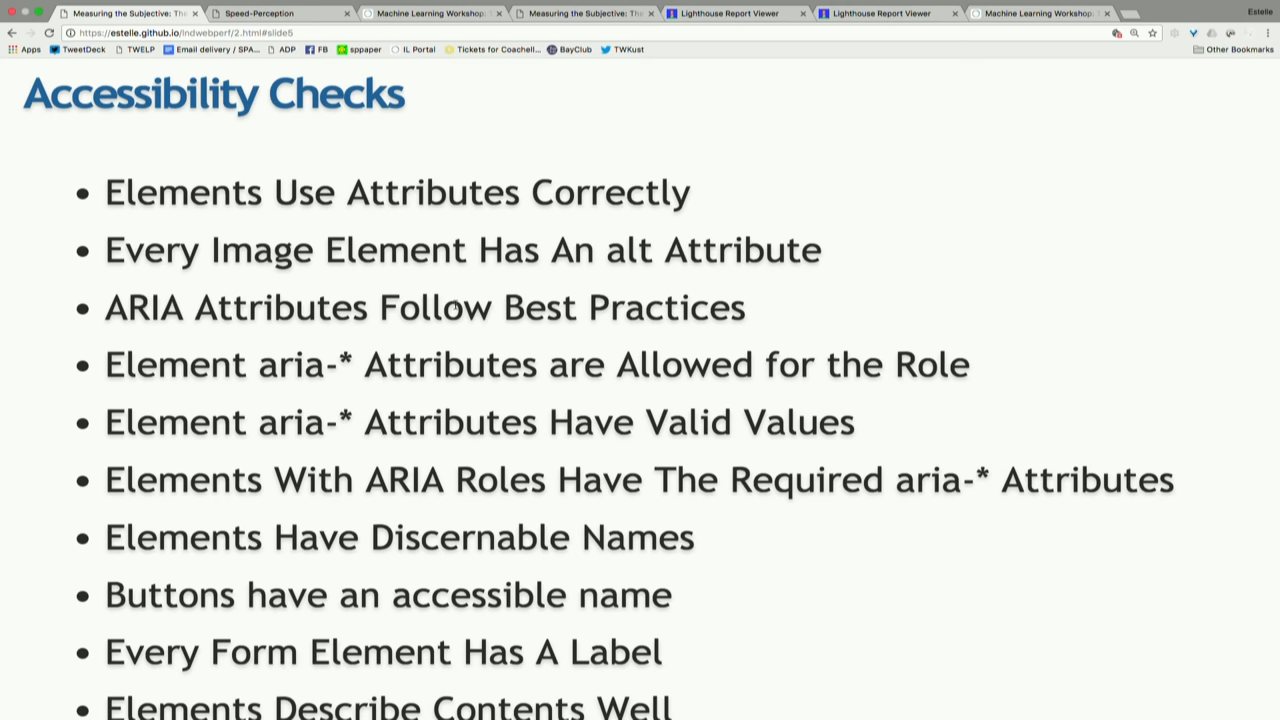 Measuring the Subjective: The
Speed-Perception
Machine Learning Workshop:
Measuring the Subjective: The
Lighthouse Report Viewer
Lighthouse Report Viewer
Machine Learning Workshop:
Estelle
https://estelle.github.io/lndwebperf/2.html#slide5
Apps TweetDeck TWELP Email delivery / SPA... ADP FB sppaper IL Portal Tickets for Coachell... BayClub TWKust Other Bookmarks
Accessibility Checks
• Elements Use Attributes Correctly
• Every Image Element Has An alt Attribute
• ARIA Attributes Follow Best Practices
• Element aria-* Attributes are Allowed for the Role
• Element aria-* Attributes Have Valid Values
• Elements With ARIA Roles Have The Required aria-* Attributes
• Elements Have Discernable Names
• Buttons have an accessible name
• Every Form Element Has A Label
• Elements Describe Contents Well